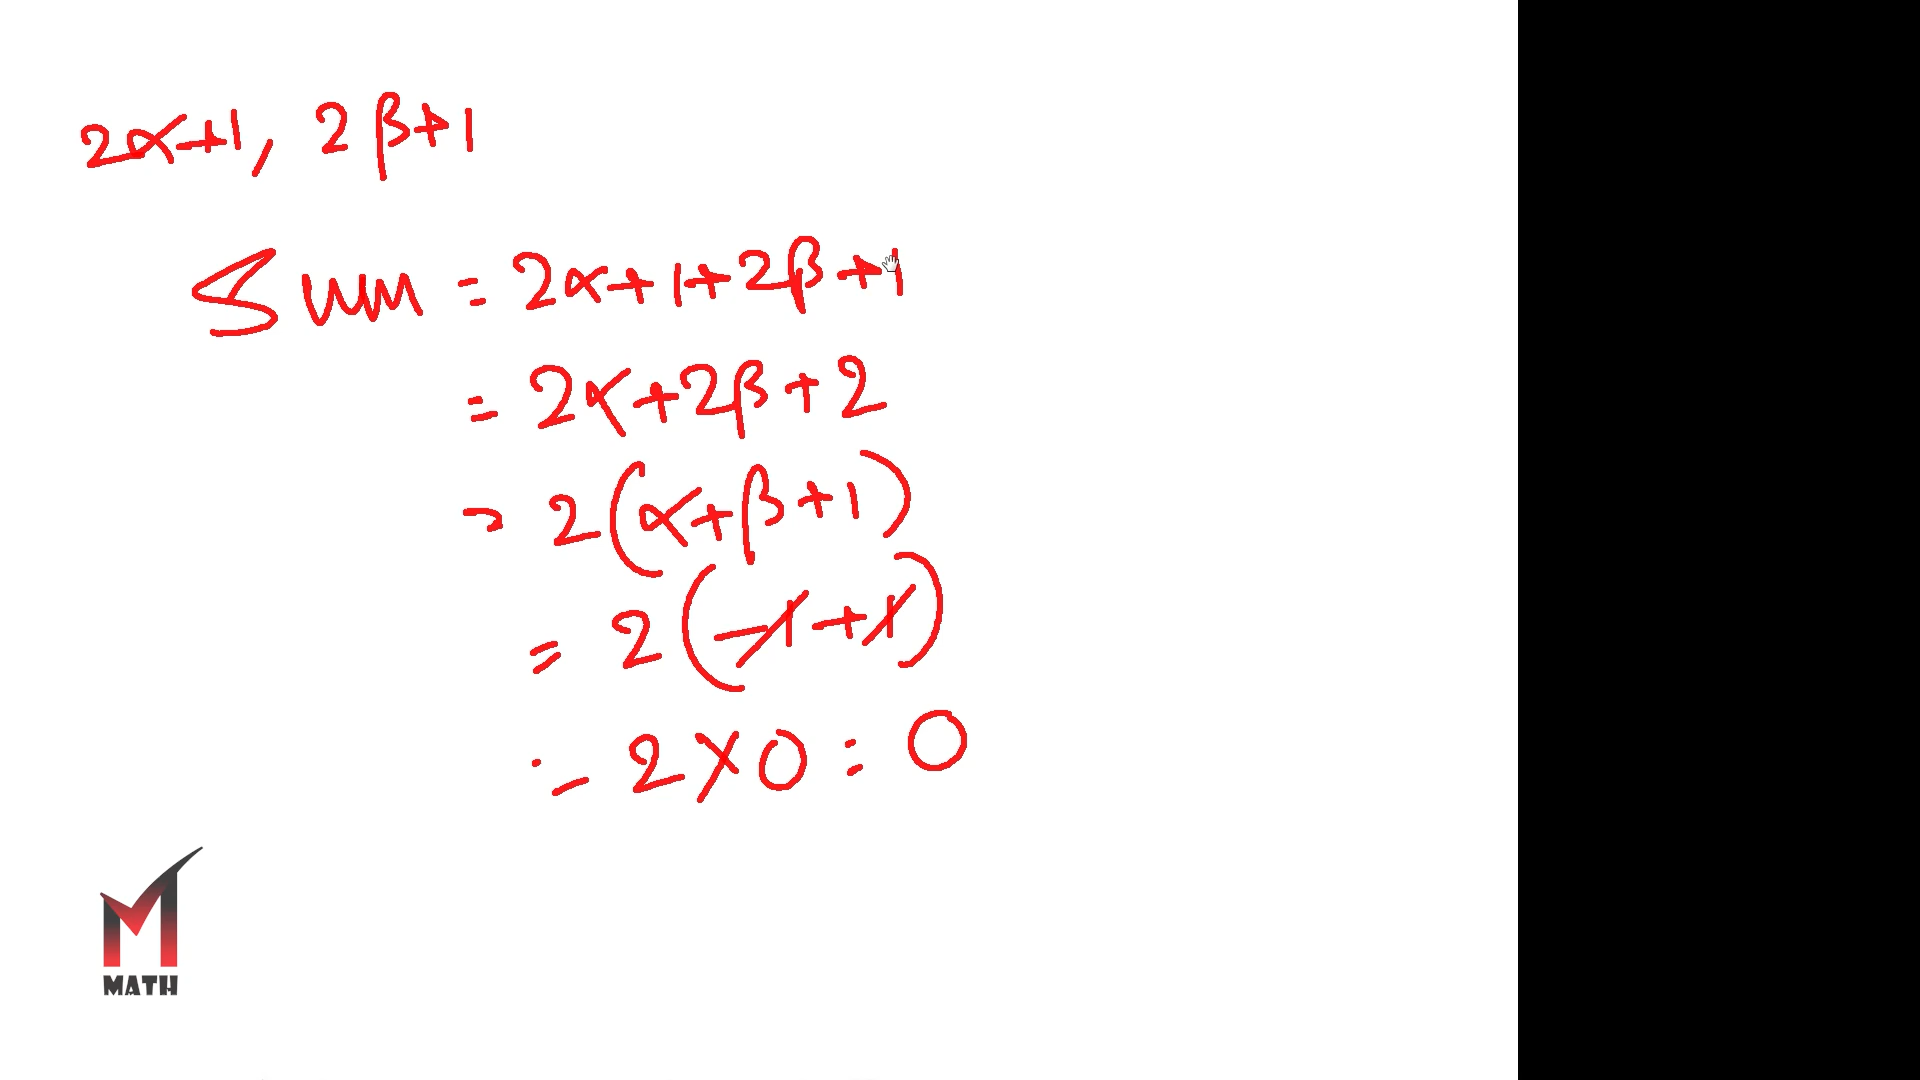 2α+1, 2β+1
Sum = 2α+1+2β+1
= 2α+2β+2
= 2(α+β+1)
= 2(-1+1)
= 2×0=0
MATH